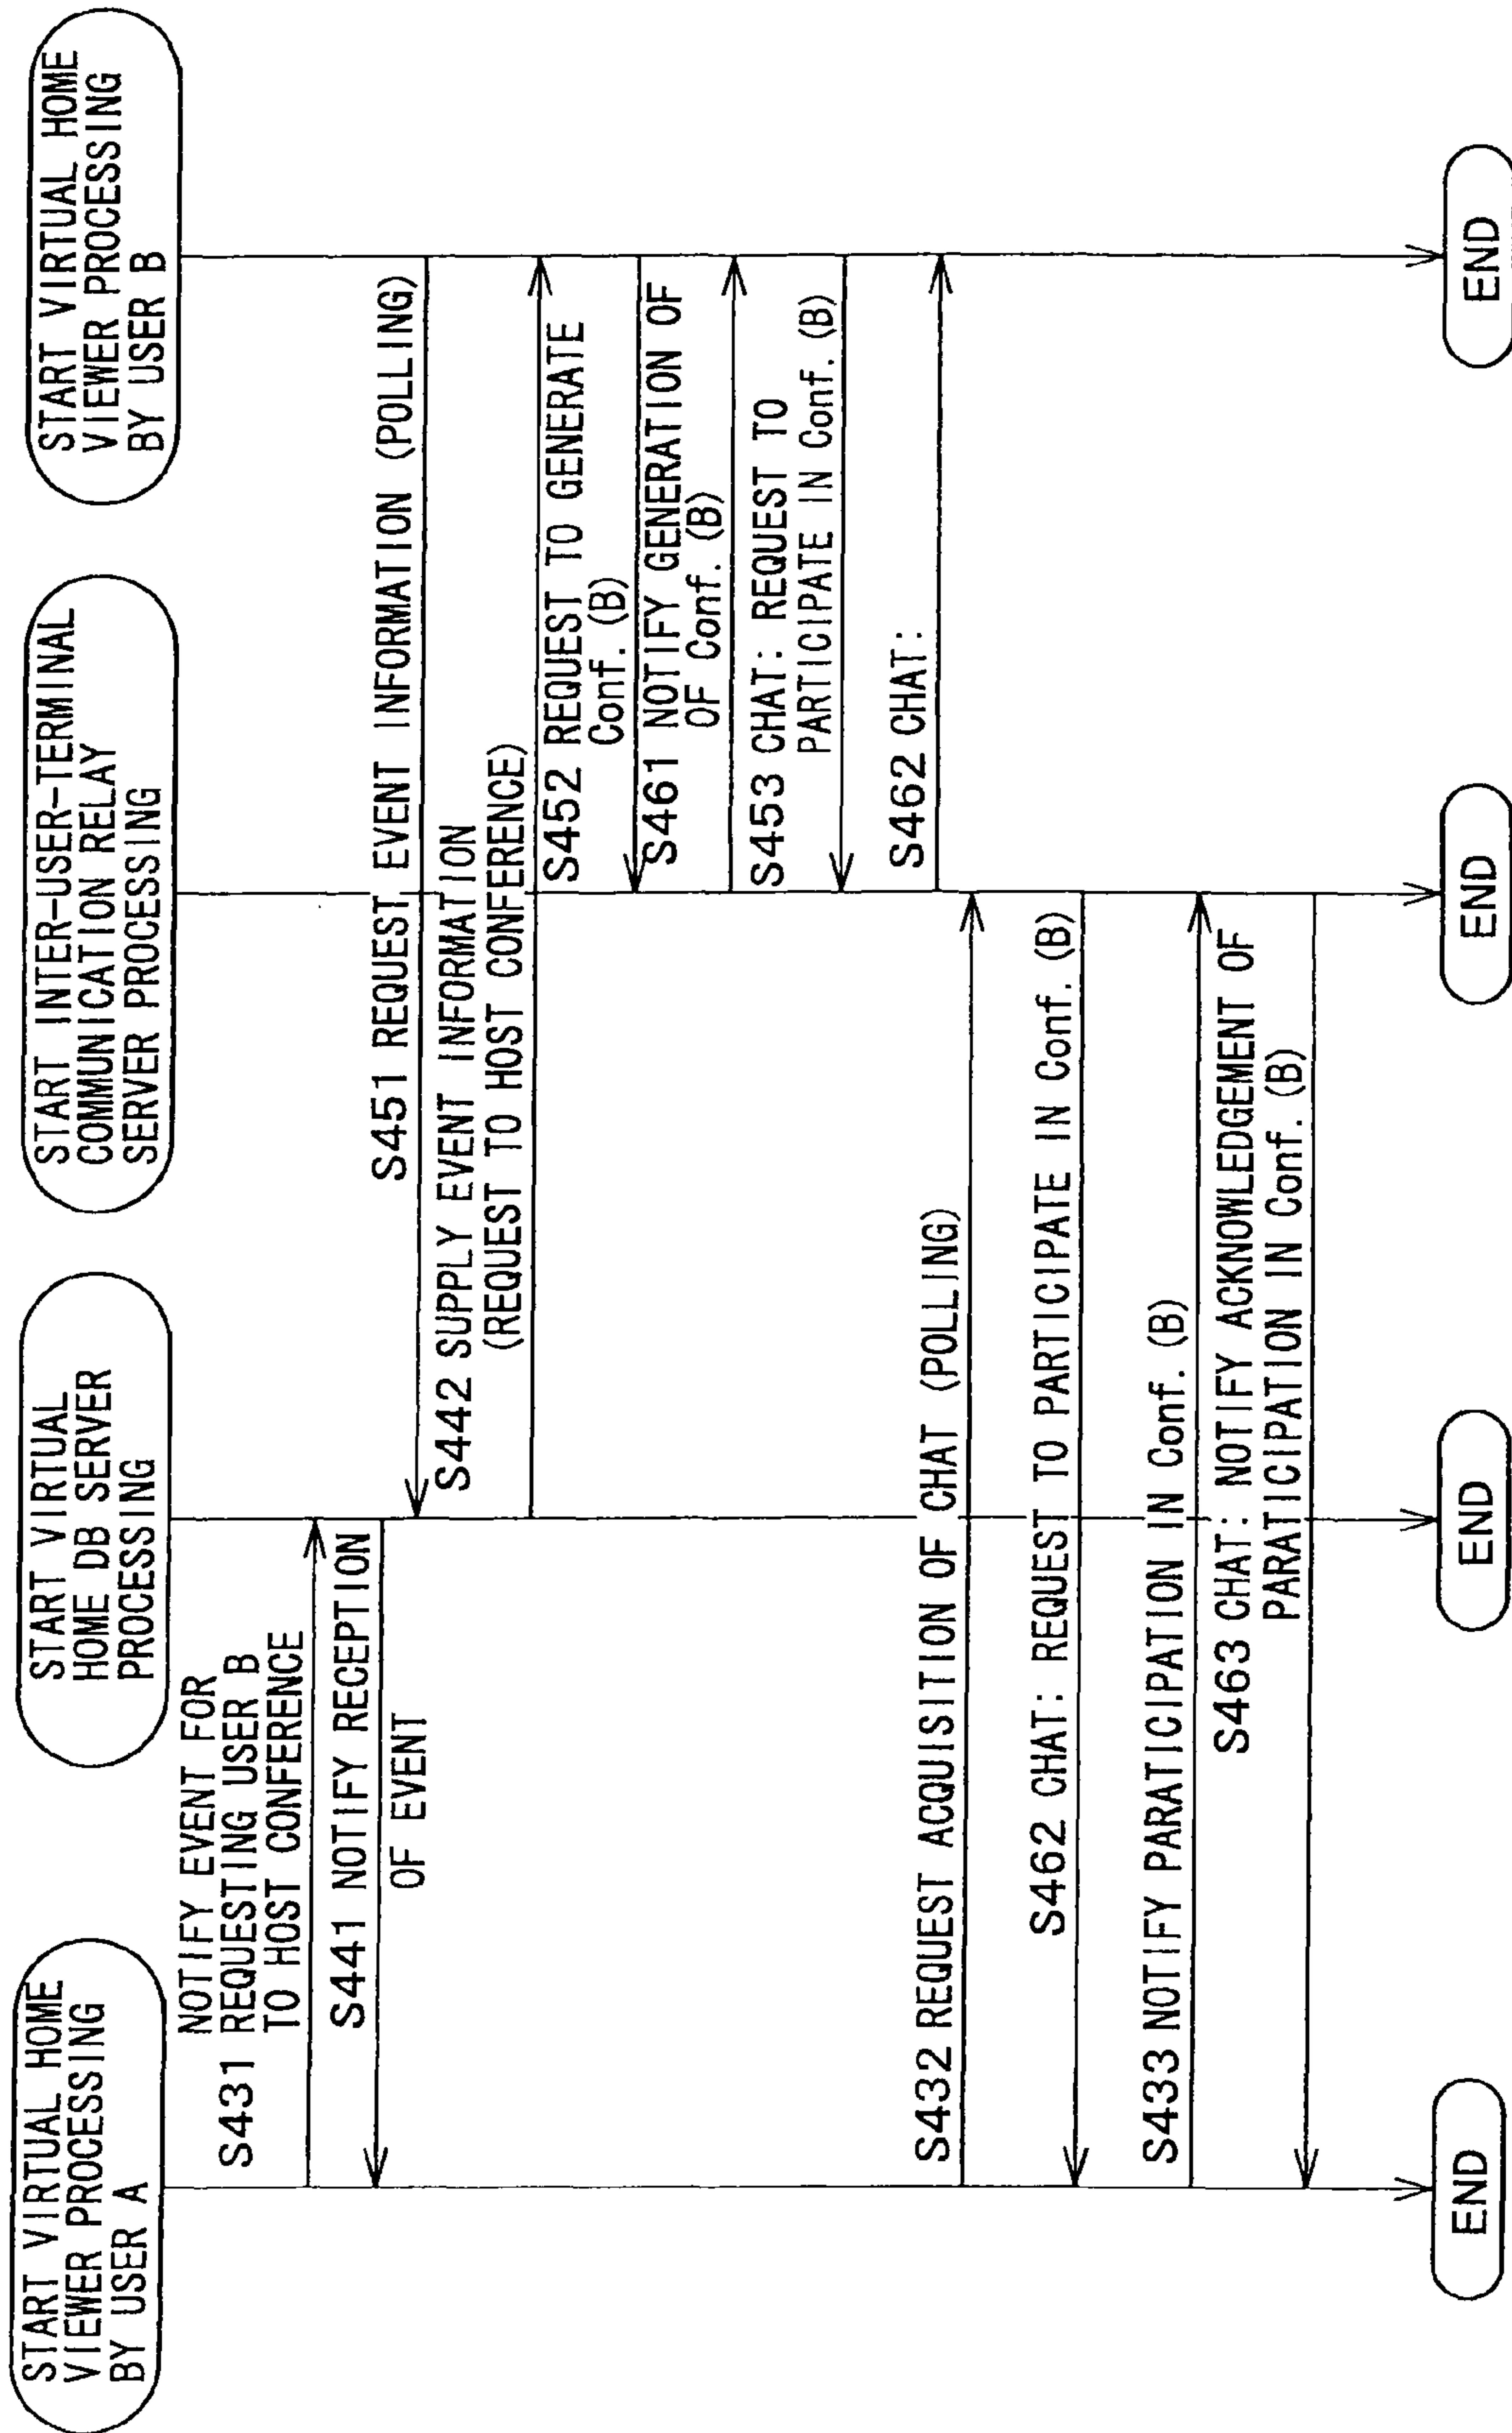 START VIRTUAL HOME
VIEWER PROCESSING
BY USER A
START VIRTUAL
HOME DB SERVER
PROCESSING
START INTER-USER-TERMINAL
COMMUNICATION RELAY
SERVER PROCESSING
START VIRTUAL HOME
VIEWER PROCESSING
BY USER B
NOTIFY EVENT FOR
S431 REQUESTING USER B
TO HOST CONFERENCE
S441 NOTIFY RECEPTION
OF EVENT
S451 REQUEST EVENT INFORMATION (POLLING)
S442 SUPPLY EVENT INFORMATION
(REQUEST TO HOST CONFERENCE)
S452 REQUEST TO GENERATE
Conf. (B)
S461 NOTIFY GENERATION OF
OF Conf. (B)
S453 CHAT: REQUEST TO
PARTICIPATE IN Conf. (B)
S462 CHAT:
S432 REQUEST ACQUISITION OF CHAT (POLLING)
S462 CHAT: REQUEST TO PARTICIPATE IN Conf. (B)
S433 NOTIFY PARATICIPATION IN Conf. (B)
S463 CHAT: NOTIFY ACKNOWLEDGEMENT OF
PARATICIPATION IN Conf. (B)
END
END
END
END